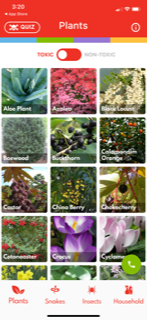 3:20
App Store
QUIZ
Plants
TOXIC
NON-TOXIC
Aloe Plant
Azalea
Black Locust
Boxwood
Buckthorn
Calamondin
Orange
Castor
China Berry
Chokecherry
Cotoneaster
Crocus
Cyclame
Plants
Snakes
Insects
Household